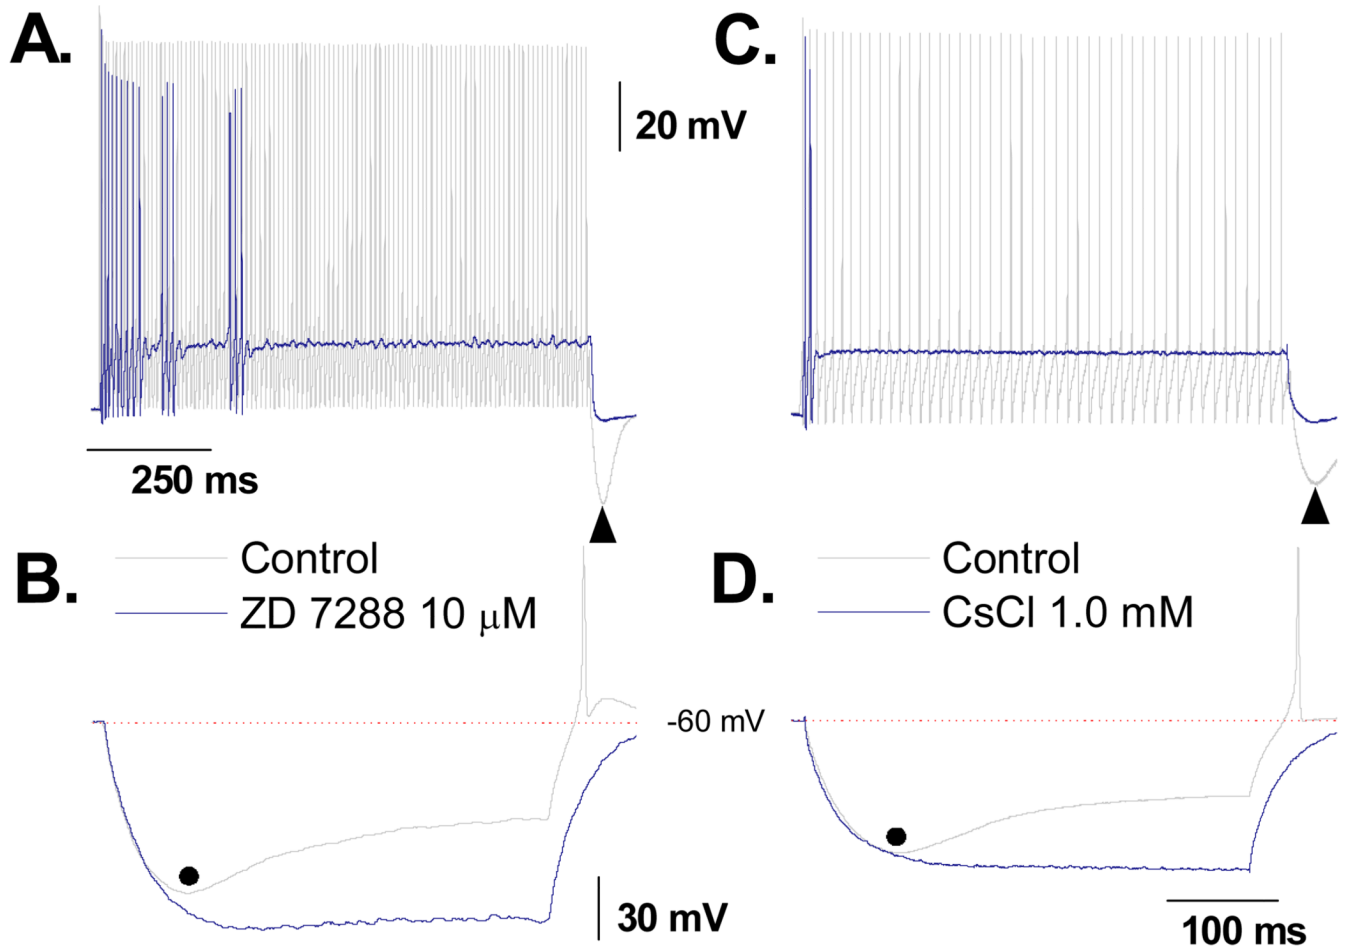 A.
C.
20 mV
250 ms
B.
Control
ZD 7288 10 μM
D.
Control
CsCl 1.0 mM
-60 mV
30 mV
100 ms